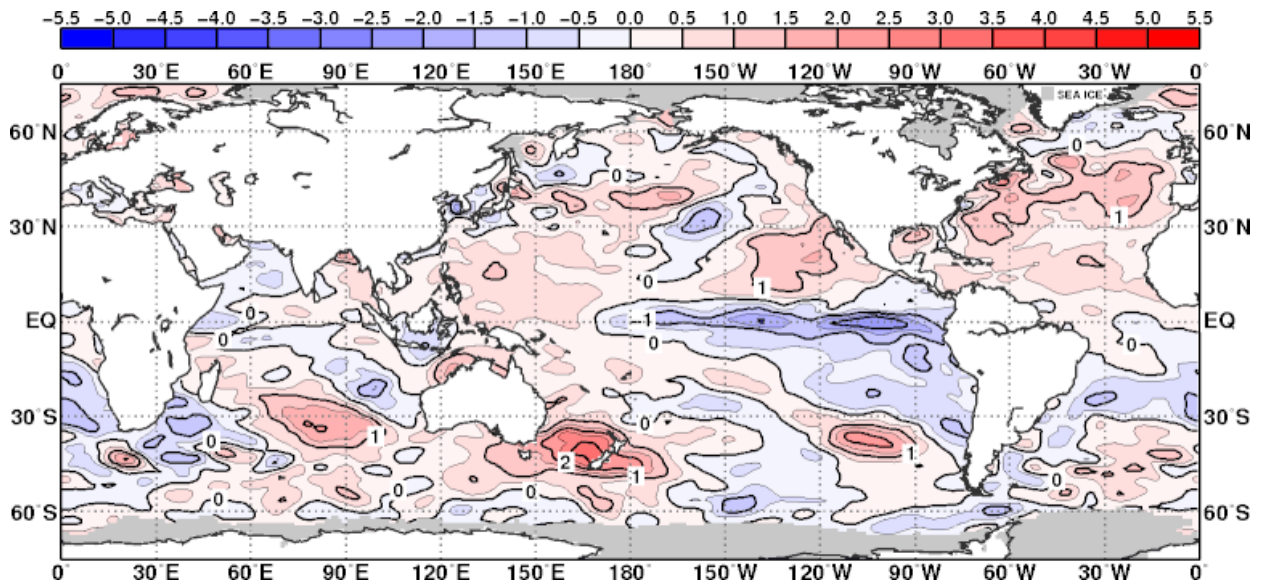 −5.5 −5.0 −4.5 −4.0 −3.5 −3.0 −2.5 −2.0 −1.5 −1.0 −0.5 0.0 0.5 1.0 1.5 2.0 2.5 3.0 3.5 4.0 4.5 5.0 5.5
0° 30°E 60°E 90°E 120°E 150°E 180° 150°W 120°W 90°W 60°W 30°W 0°
SEA ICE
60°N 0 60°N
0
30°N 1 30°N
0 1
EQ 0 −1 EQ
0 0 0
30°S 0 30°S
0 1 1
2 1
0 0 0 0
60°S 60°S
0° 30°E 60°E 90°E 120°E 150°E 180° 150°W 120°W 90°W 60°W 30°W 0°